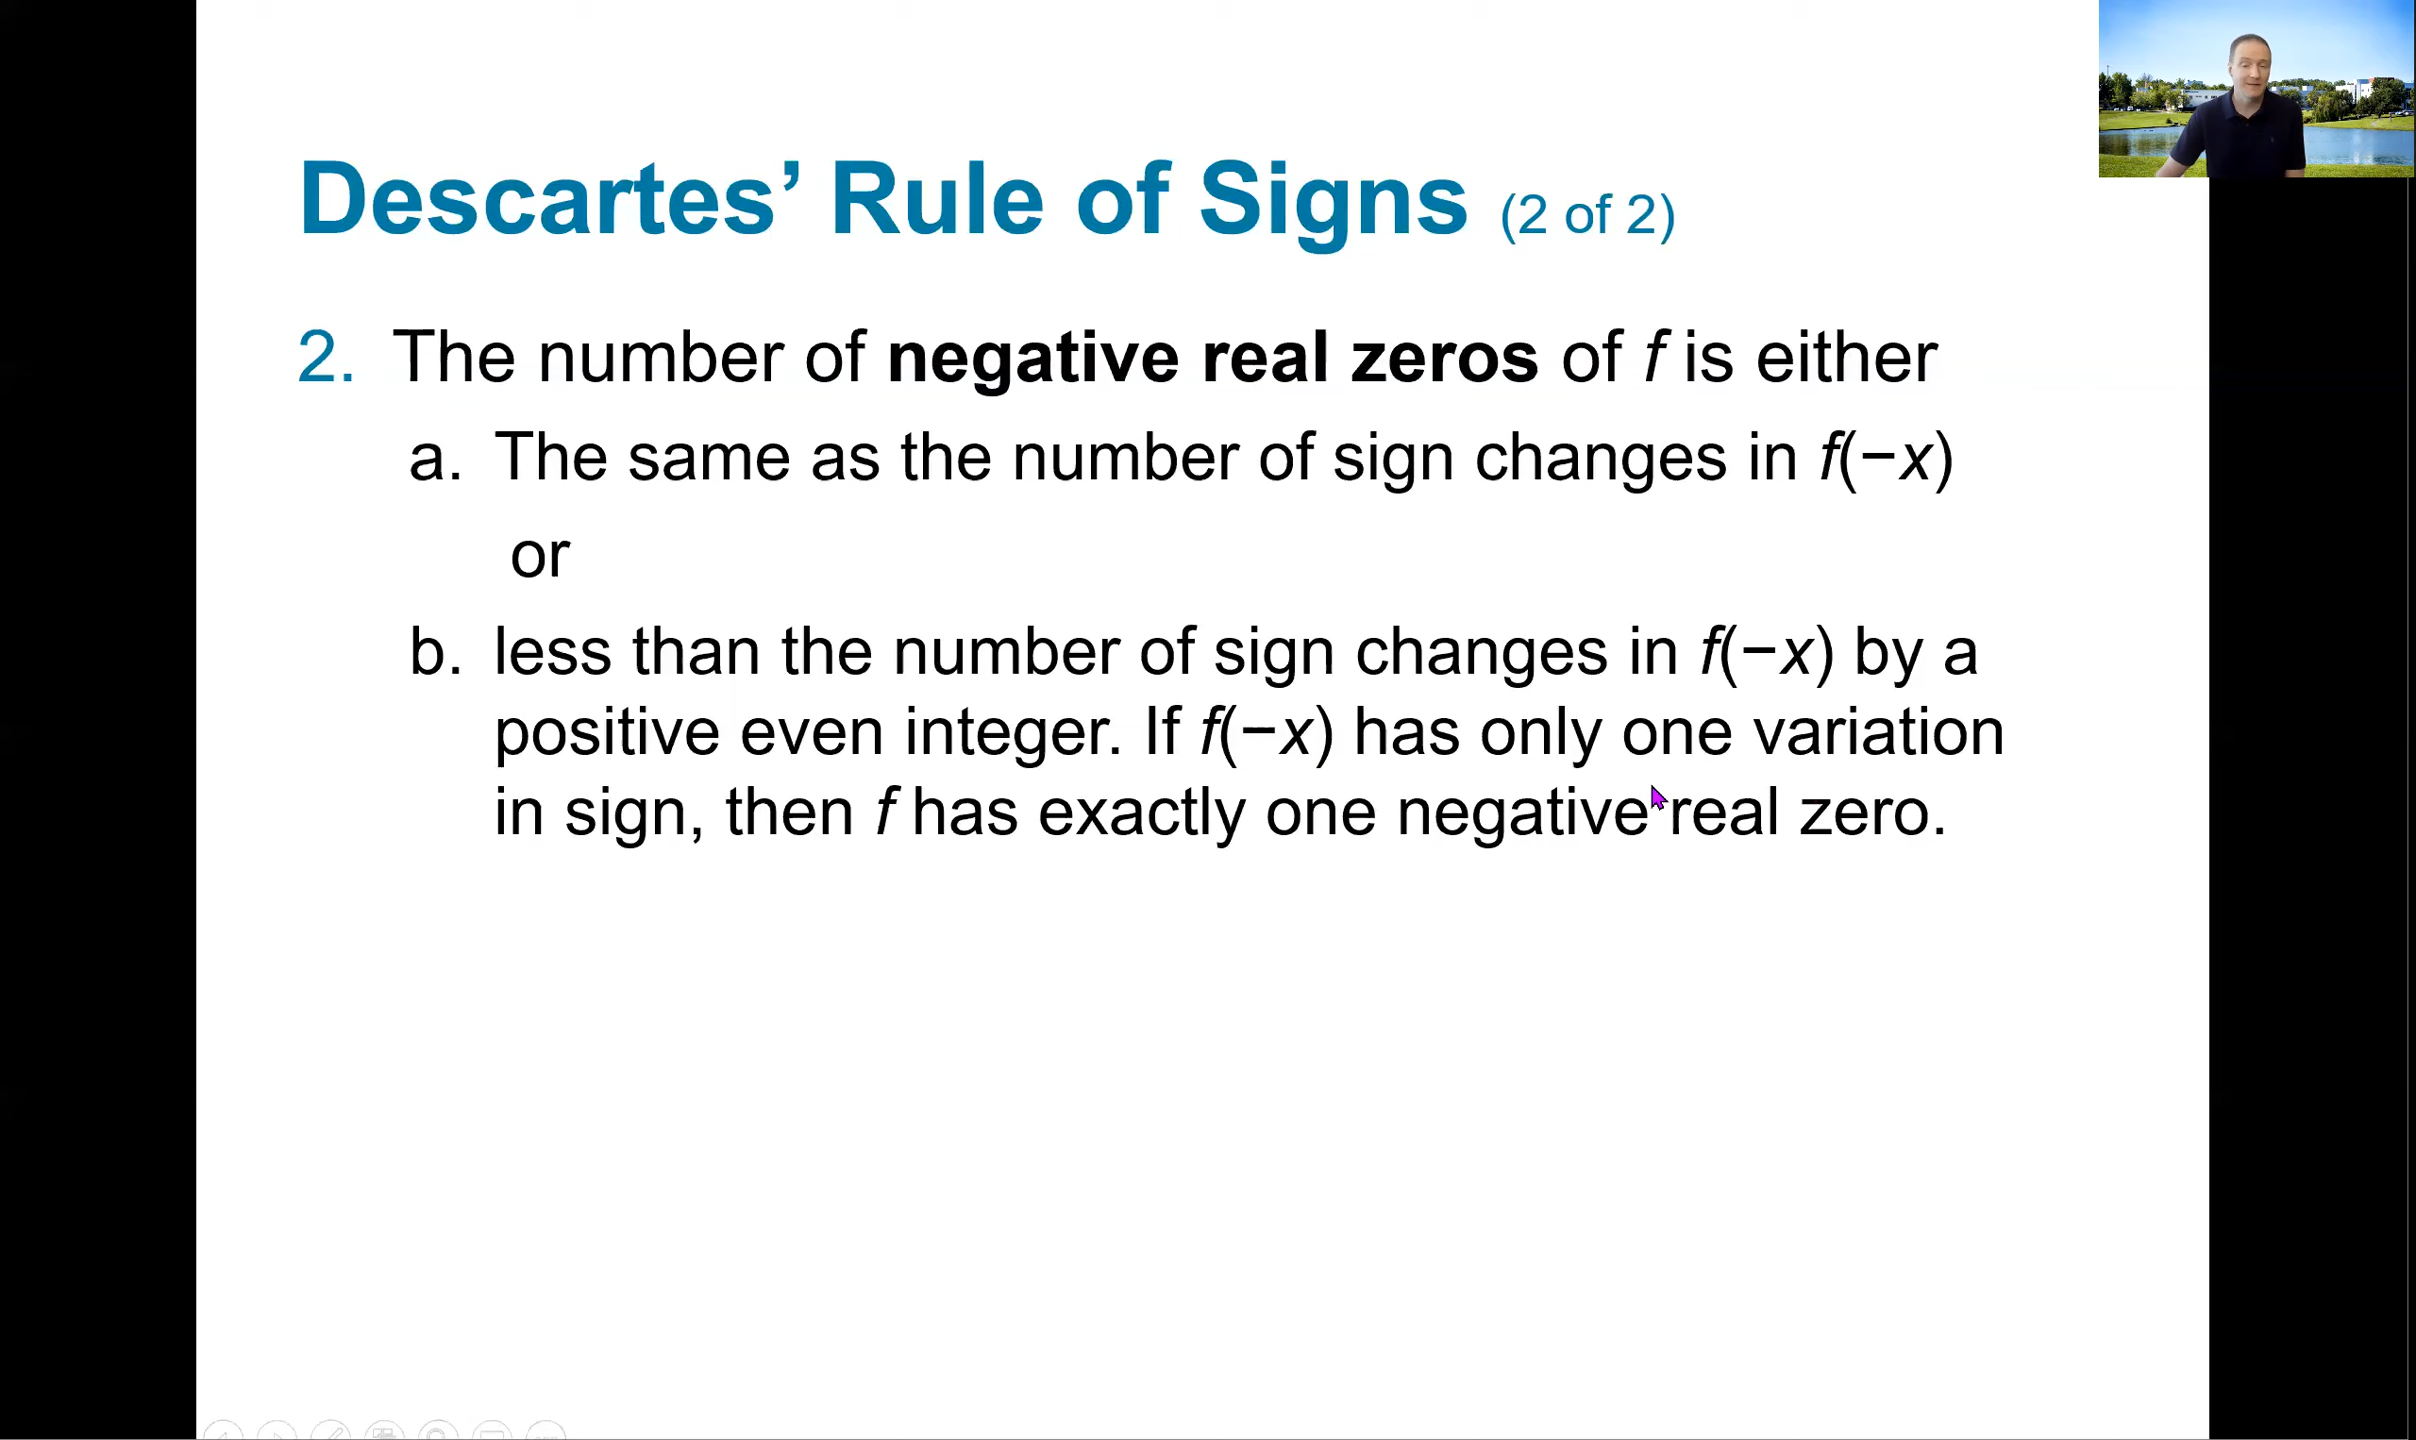 Descartes’ Rule of Signs (2 of 2)
2. The number of negative real zeros of f is either
a. The same as the number of sign changes in f(−x)
or
b. less than the number of sign changes in f(−x) by a
positive even integer. If f(−x) has only one variation
in sign, then f has exactly one negative real zero.